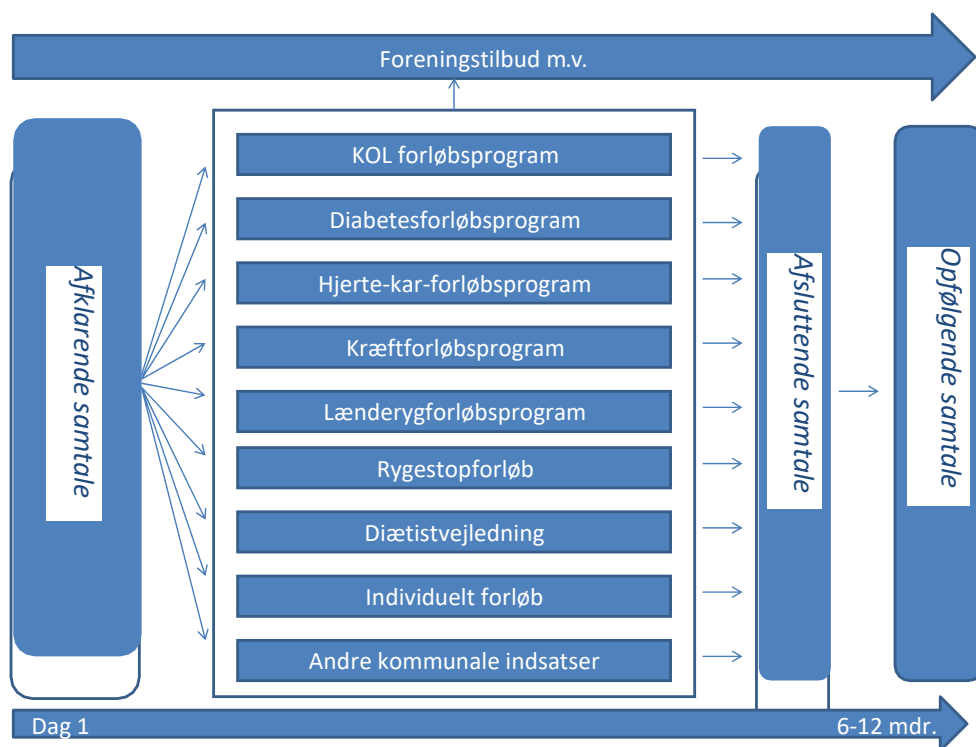 Foreningstilbud m.v.
Afklarende samtale
KOL forløbsprogram
Diabetesforløbsprogram
Hjerte-kar-forløbsprogram
Kræftforløbsprogram
Lænderygforløbsprogram
Rygestopforløb
Diætistvejledning
Individuelt forløb
Andre kommunale indsatser
Afsluttende samtale
Opfølgende samtale
Dag 1
6-12 mdr.